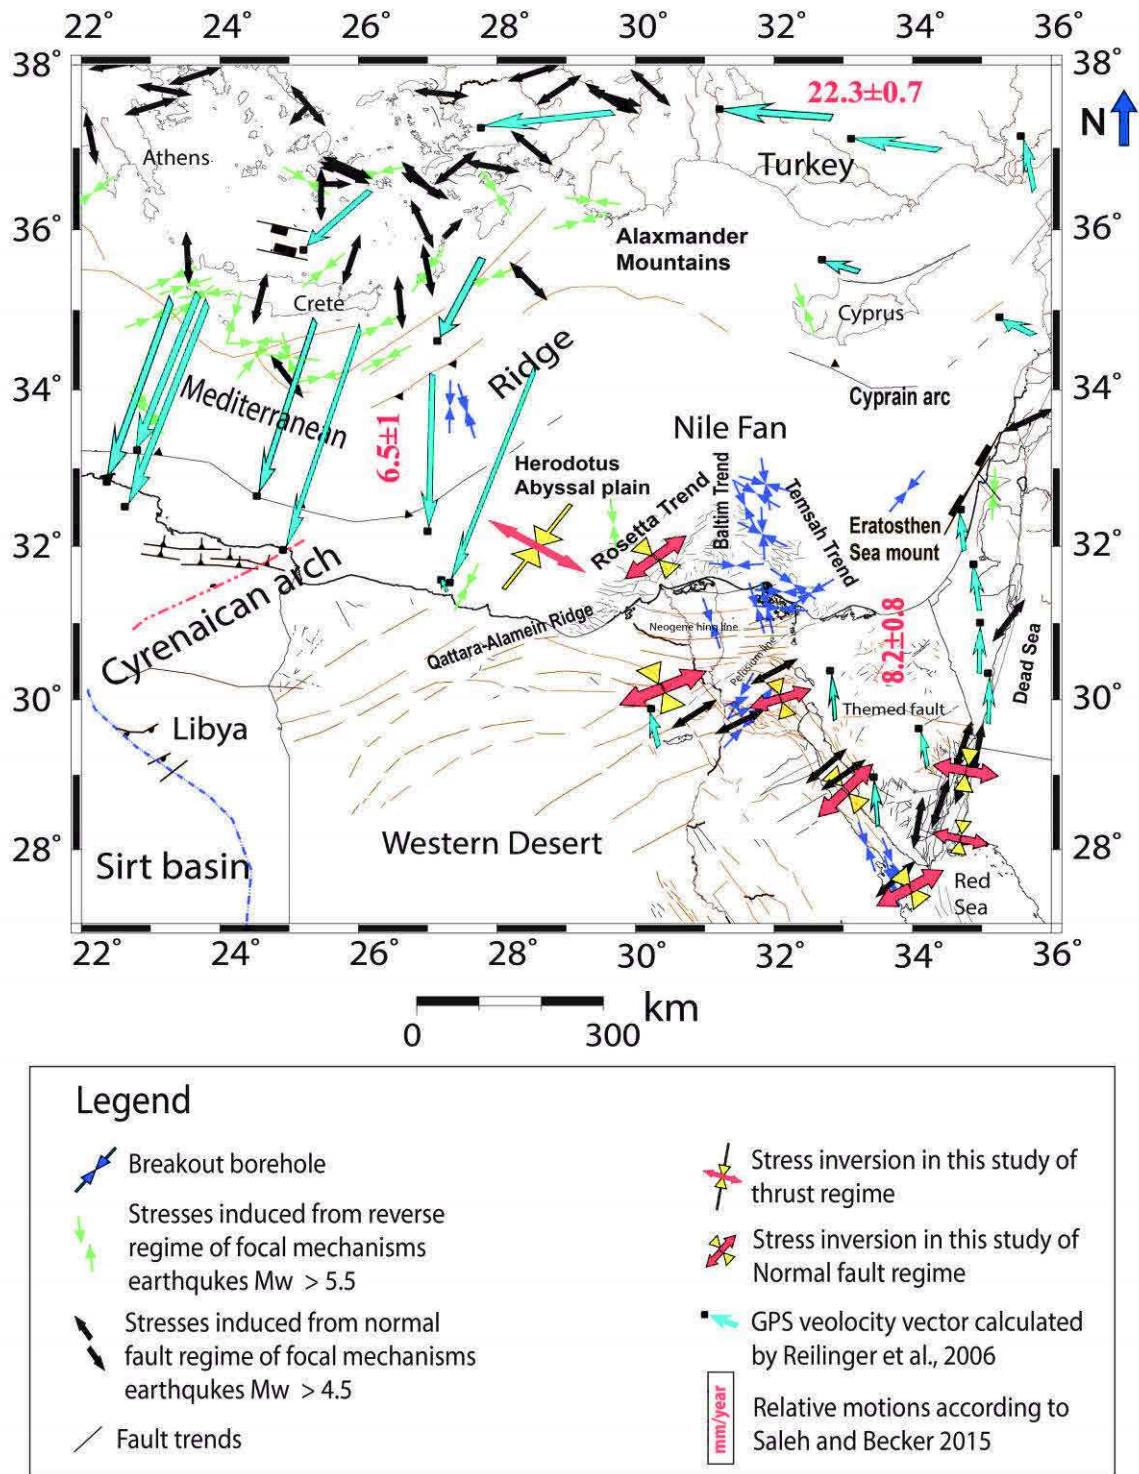 22° 24° 26° 28° 30° 32° 34° 36°
38° 38°
22.3±0.7
N
Athens
Turkey
36° 36°
Alaxmander
Mountains
Crete
Cyprus
34° 34°
Ridge
Mediterranean
Cyprain arc
6.5±1
Nile Fan
Herodotus
Abyssal plain
Rosetta Trend
Baltim Trend
Temsah Trend
Eratosthen
Sea mount
32° 32°
Cyrenaican arch
Qattara-Alamein Ridge
Neogene hing line
Pelusium line
8.2±0.8
Dead Sea
30° 30°
Libya
Themed fault
Western Desert
28° 28°
Sirt basin
Red
Sea
22° 24° 26° 28° 30° 32° 34° 36°
km
0 300
Legend
Breakout borehole
Stresses induced from reverse
regime of focal mechanisms
earthqukes Mw > 5.5
Stresses induced from normal
fault regime of focal mechanisms
earthqukes Mw > 4.5
Fault trends
Stress inversion in this study of
thrust regime
Stress inversion in this study of
Normal fault regime
GPS veolocity vector calculated
by Reilinger et al., 2006
mm/year
Relative motions according to
Saleh and Becker 2015